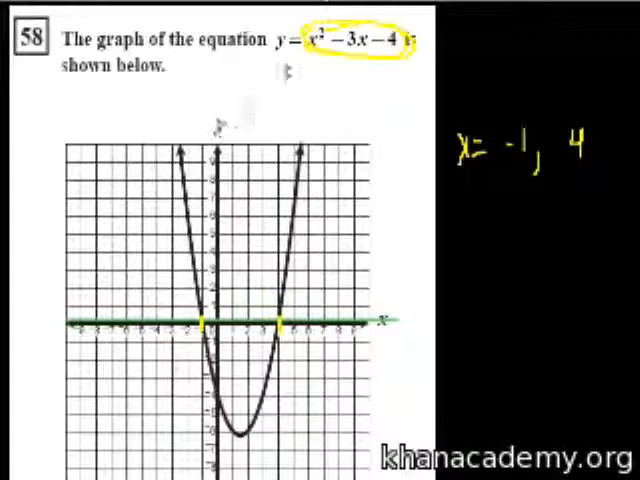 58 The graph of the equation y = x² − 3x − 4 is
shown below.
y
x = -1, 4
x
khanacademy.org